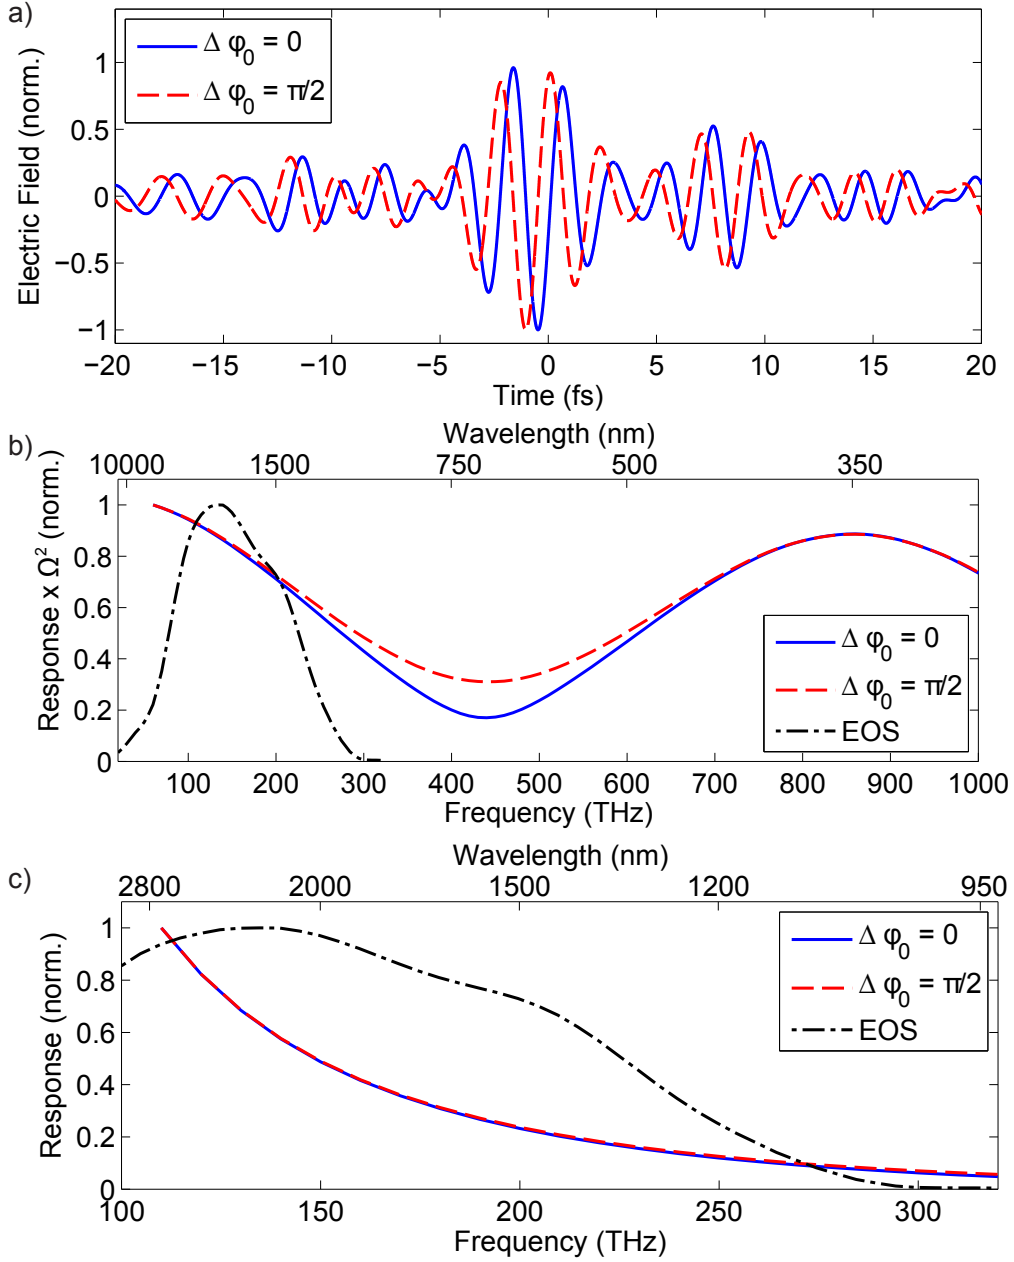 a)
Δ φ₀ = 0
Δ φ₀ = π/2
Electric Field (norm.)
1
0.5
0
−0.5
−1
−20 −15 −10 −5 0 5 10 15 20
Time (fs)
b)
Wavelength (nm)
10000 1500 750 500 350
Response x Ω² (norm.)
1
0.8
0.6
0.4
0.2
0
Δ φ₀ = 0
Δ φ₀ = π/2
EOS
100 200 300 400 500 600 700 800 900 1000
Frequency (THz)
c)
Wavelength (nm)
2800 2000 1500 1200 950
Response (norm.)
1
0.8
0.6
0.4
0.2
0
Δ φ₀ = 0
Δ φ₀ = π/2
EOS
100 150 200 250 300
Frequency (THz)